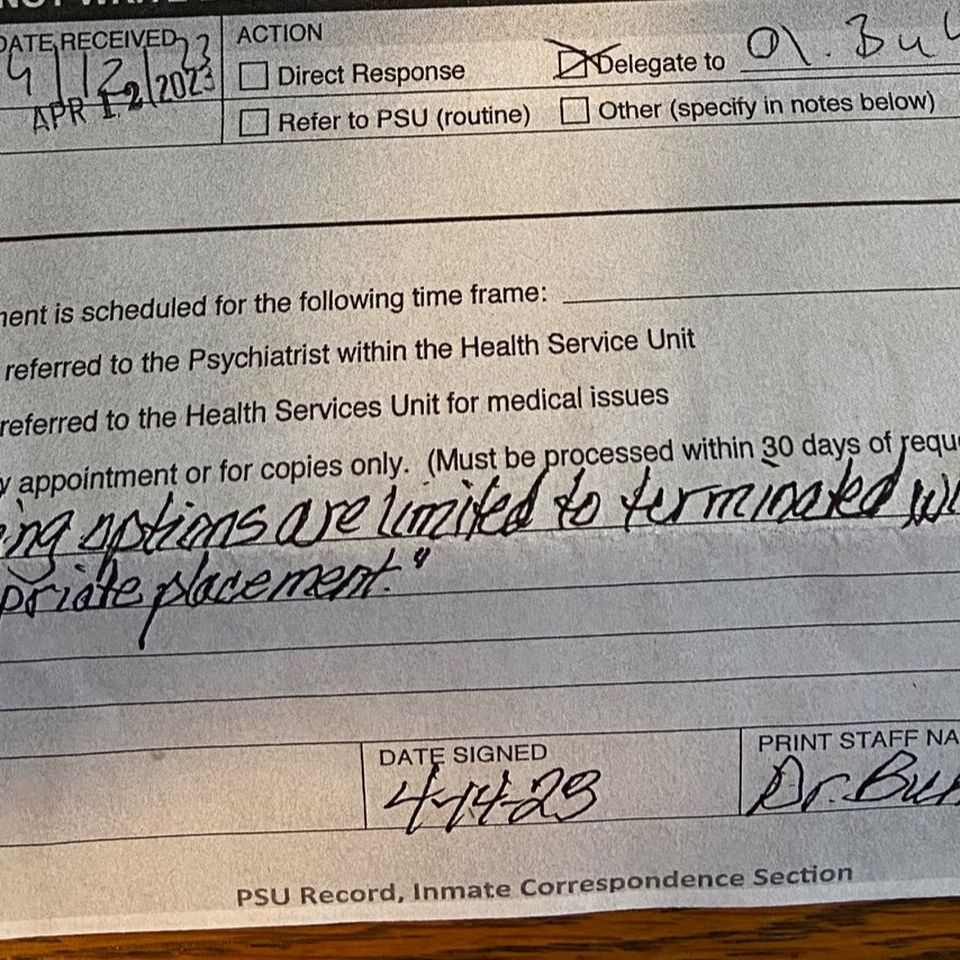 DATE RECEIVED
ACTION
4/12/2023
APR 12 2023
Direct Response
Delegate to
Refer to PSU (routine)
Other (specify in notes below)
ment is scheduled for the following time frame:
referred to the Psychiatrist within the Health Service Unit
referred to the Health Services Unit for medical issues
y appointment or for copies only. (Must be processed within 30 days of reque
ing options are limited to terminated wi
priate placement."
DATE SIGNED
PRINT STAFF NA
4-14-23
Dr. Bu
PSU Record, Inmate Correspondence Section